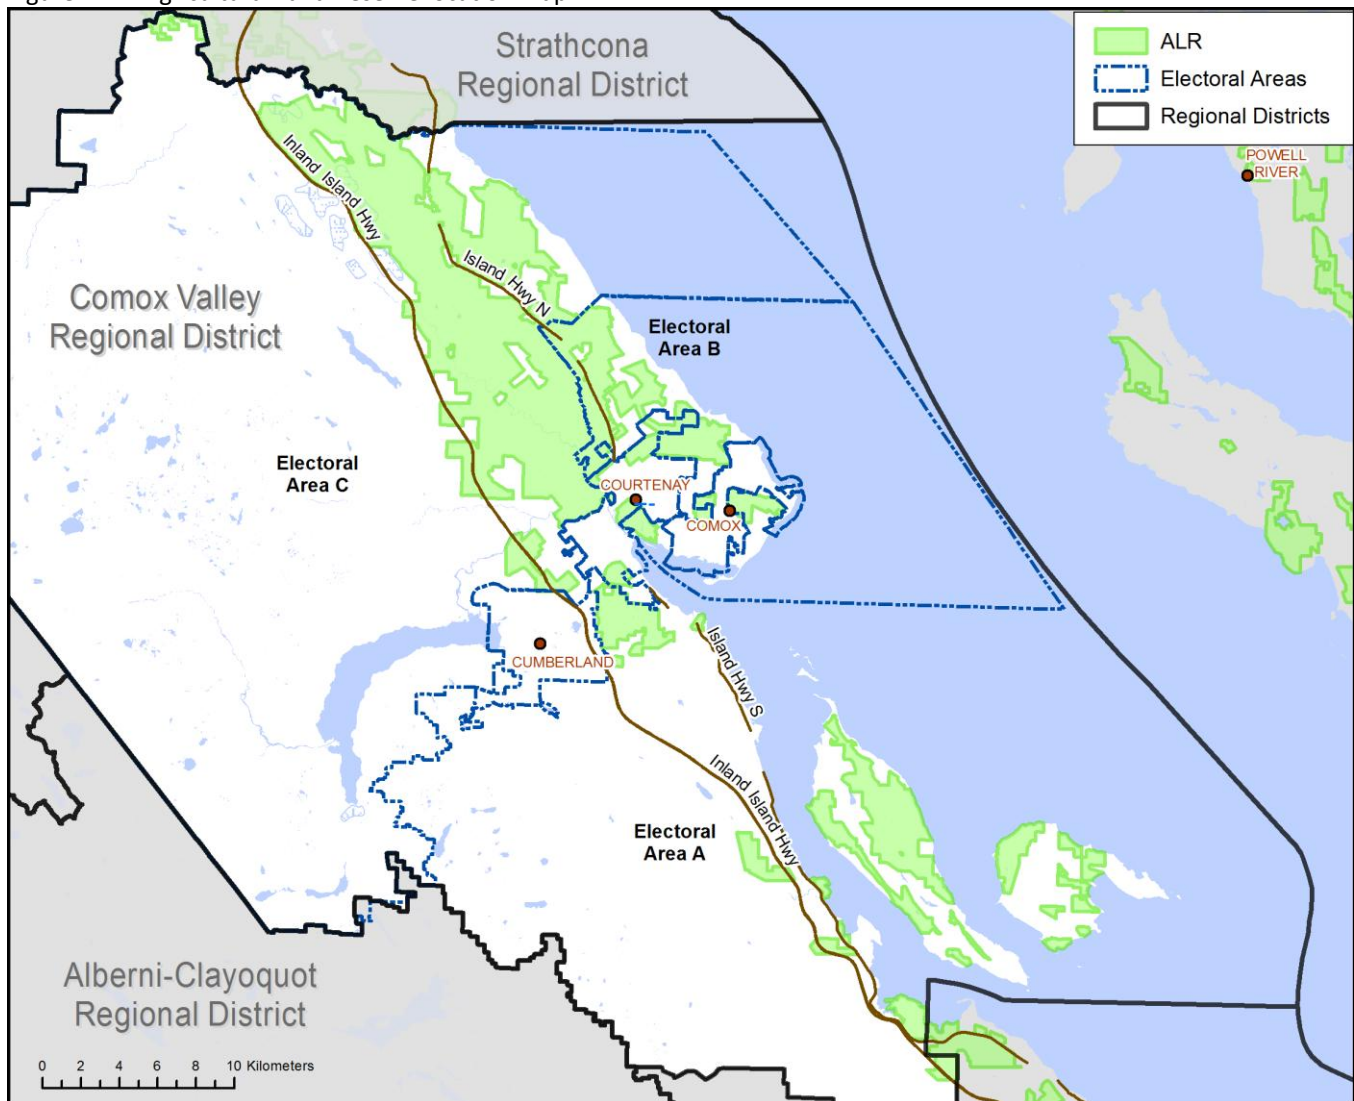 Strathcona
Regional District
ALR
Electoral Areas
Regional Districts
POWELL
RIVER
Inland Island Hwy
Island Hwy N
Comox Valley
Regional District
Electoral
Area B
Electoral
Area C
COURTENAY
COMOX
CUMBERLAND
Island Hwy S
Inland Island Hwy
Electoral
Area A
Alberni-Clayoquot
Regional District
0 2 4 6 8 10 Kilometers